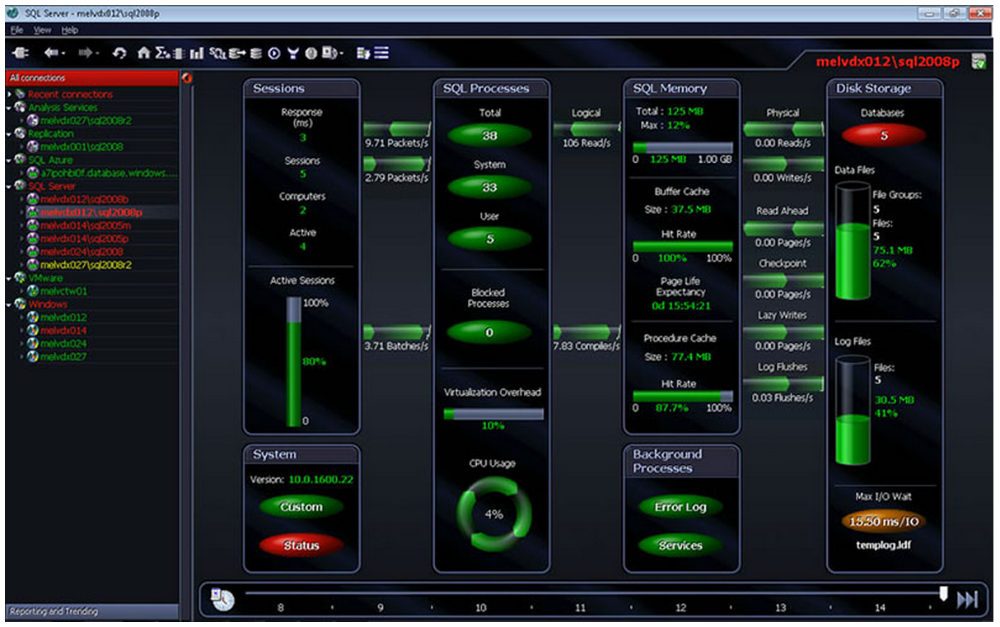 SQL Server - melvdx012\sql2008p
File View Help
melvdx012\sql2008p
All connections
Recent connections
Analysis Services
melvdx027\sql2008r2
Replication
melvdx001\sql2008
SQL Azure
a7ipohbi0f.database.windows....
SQL Server
melvdx012\sql2008b
melvdx012\sql2008p
melvdx014\sql2005m
melvdx014\sql2005p
melvdx024\sql2008
melvdx027\sql2008r2
VMware
melvctw01
Windows
melvdx012
melvdx014
melvdx024
melvdx027
Reporting and Trending
Sessions
Response
(ms)
3
Sessions
5
Computers
2
Active
4
Active Sessions
100%
80%
0
System
Version: 10.0.1600.22
Custom
Status
9.71 Packets/s
2.79 Packets/s
3.71 Batches/s
SQL Processes
Total
38
System
33
User
5
Blocked
Processes
0
Virtualization Overhead
10%
CPU Usage
4%
Logical
106 Read/s
7.83 Compiles/s
SQL Memory
Total : 125 MB
Max : 12%
0 125 MB 1.00 GB
Buffer Cache
Size : 37.5 MB
Hit Rate
0 100% 100%
Page Life
Expectancy
0d 15:54:21
Procedure Cache
Size : 77.4 MB
Hit Rate
0 87.7% 100%
Background
Processes
Error Log
Services
Physical
0.00 Reads/s
0.00 Writes/s
Read Ahead
0.00 Pages/s
Checkpoint
0.00 Pages/s
Lazy Writes
0.00 Pages/s
Log Flushes
0.03 Flushes/s
Disk Storage
Databases
5
Data Files
File Groups:
5
Files:
5
75.1 MB
62%
Log Files
Files:
5
30.5 MB
41%
Max I/O Wait
15.50 ms/IO
templog.ldf
8 9 10 11 12 13 14